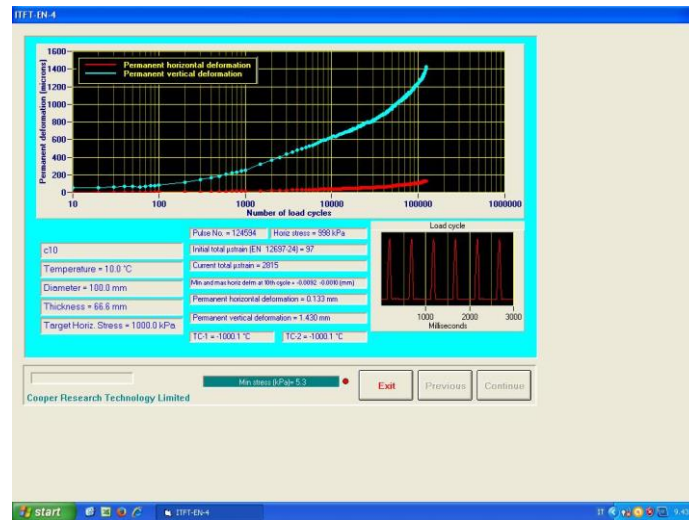 ITFT-EN-4
1600
1400
1200
1000
800
600
400
200
0
Permanent deformation (microns)
Permanent horizontal deformation
Permanent vertical deformation
10 100 1000 10000 100000 1000000
Number of load cycles
Pulse No. = 124594 Horiz stress = 998 kPa
Initial total µstrain (EN 12697-24) = 97
Current total µstrain = 2815
Min and max horiz defm at 10th cycle = -0.0092 -0.0010 (mm)
Permanent horizontal deformation = 0.133 mm
Permanent vertical deformation = 1.430 mm
TC-1 = -1000.1 °C TC-2 = -1000.1 °C
c10
Temperature = 10.0 °C
Diameter = 100.0 mm
Thickness = 66.6 mm
Target Horiz. Stress = 1000.0 kPa
Load cycle
1000 2000 3000
Milliseconds
Min stress (kPa)= 5.3
Exit Previous Continue
Cooper Research Technology Limited
start ITFT-EN-4 IT